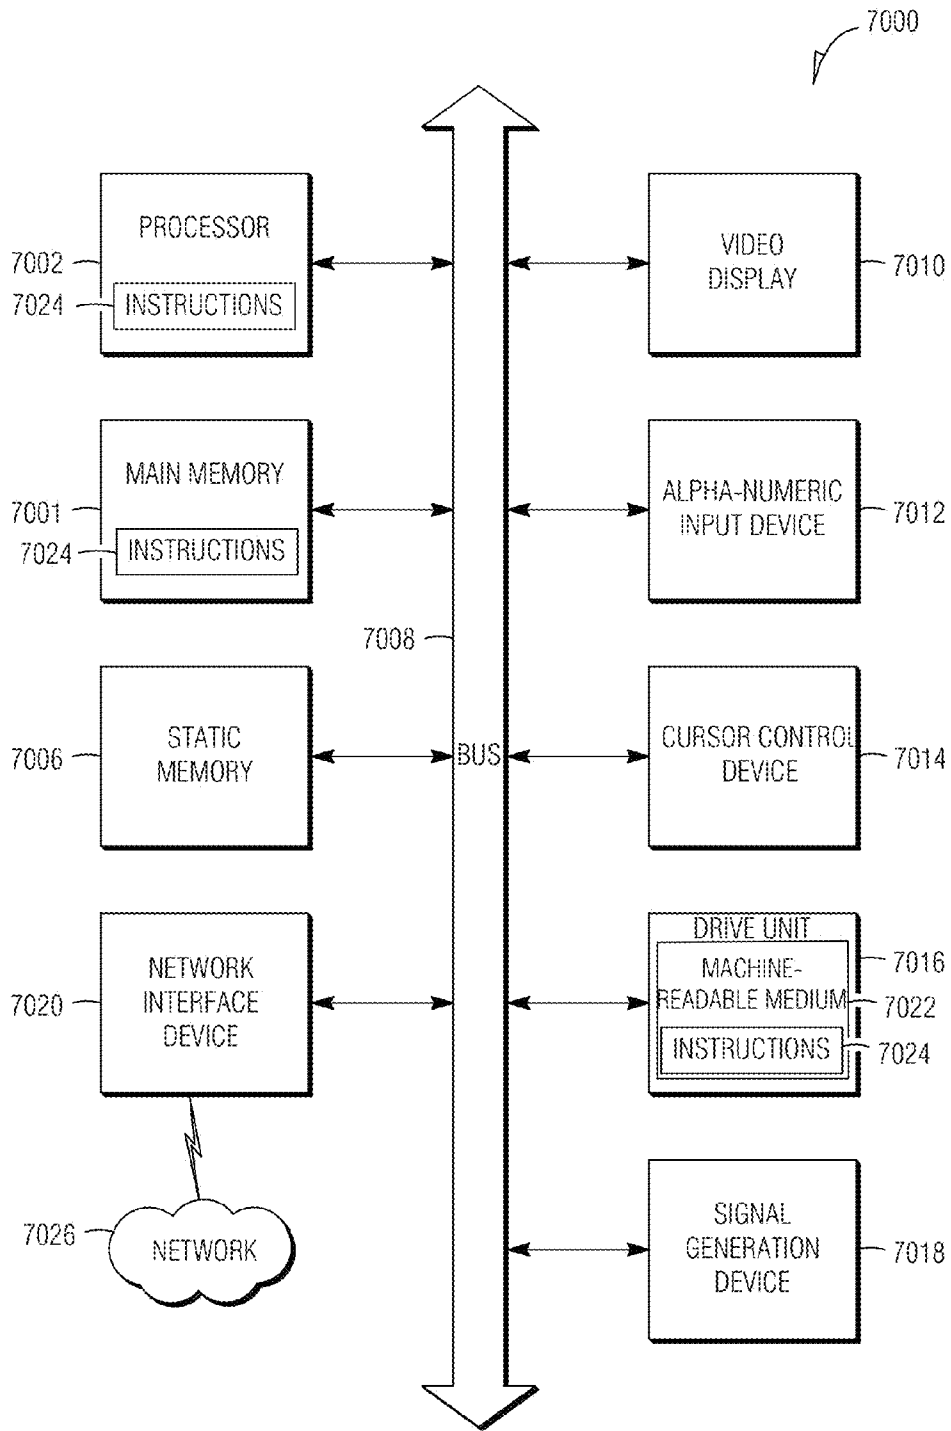 7000
PROCESSOR
7002
7024
INSTRUCTIONS
VIDEO
DISPLAY
7010
MAIN MEMORY
7001
7024
INSTRUCTIONS
ALPHA-NUMERIC
INPUT DEVICE
7012
7008
STATIC
MEMORY
7006
BUS
CURSOR CONTROL
DEVICE
7014
NETWORK
INTERFACE
DEVICE
7020
DRIVE UNIT
7016
MACHINE-
READABLE MEDIUM
7022
INSTRUCTIONS
7024
7026
NETWORK
SIGNAL
GENERATION
DEVICE
7018